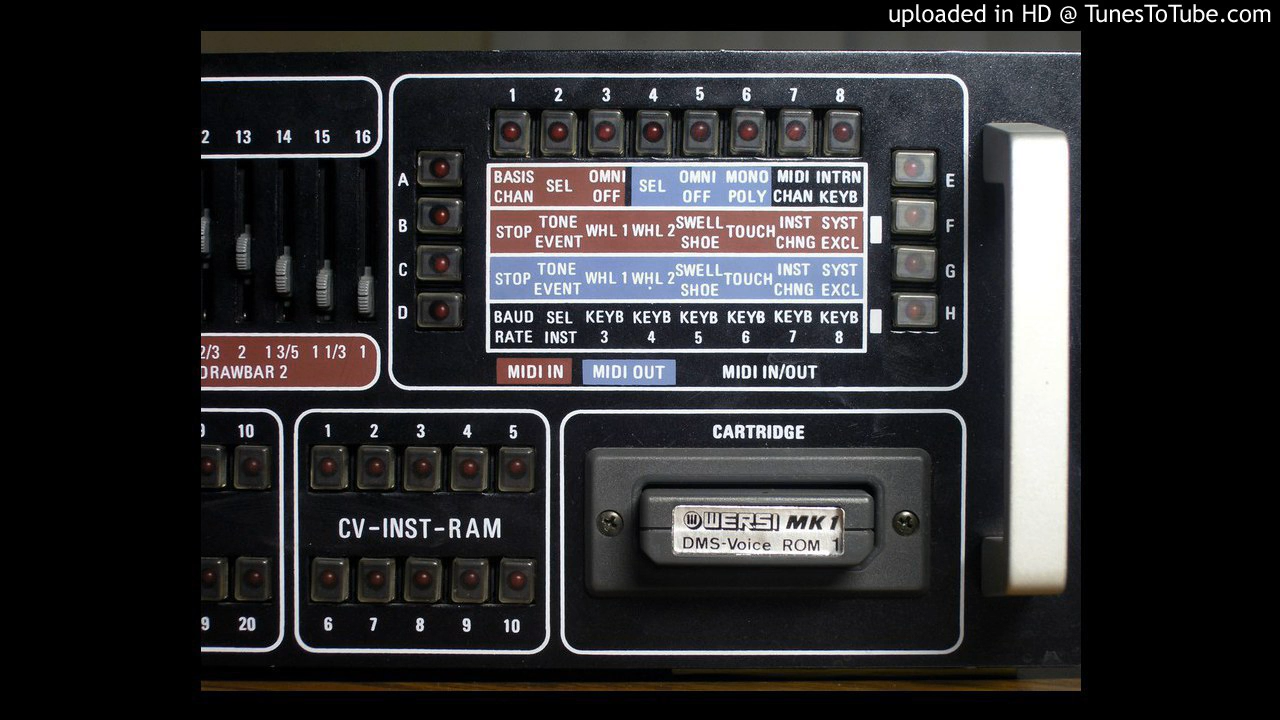 uploaded in HD @ TunesToTube.com
1 2 3 4 5 6 7 8
2 13 14 15 16
A
B
C
D
BASIS CHAN SEL OMNI OFF SEL OMNI OFF MONO POLY MIDI CHAN INTRN KEYB
STOP TONE EVENT WHL 1 WHL 2 SWELL SHOE TOUCH INST CHNG SYST EXCL
STOP TONE EVENT WHL 1 WHL 2 SWELL SHOE TOUCH INST CHNG SYST EXCL
BAUD RATE SEL INST KEYB 3 KEYB 4 KEYB 5 KEYB 6 KEYB 7 KEYB 8
E
F
G
H
MIDI IN MIDI OUT MIDI IN/OUT
2/3 2 1 3/5 1 1/3 1
DRAWBAR 2
9 10
9 20
1 2 3 4 5
CV-INST-RAM
6 7 8 9 10
CARTRIDGE
WERSI MK1
DMS-Voice ROM 1